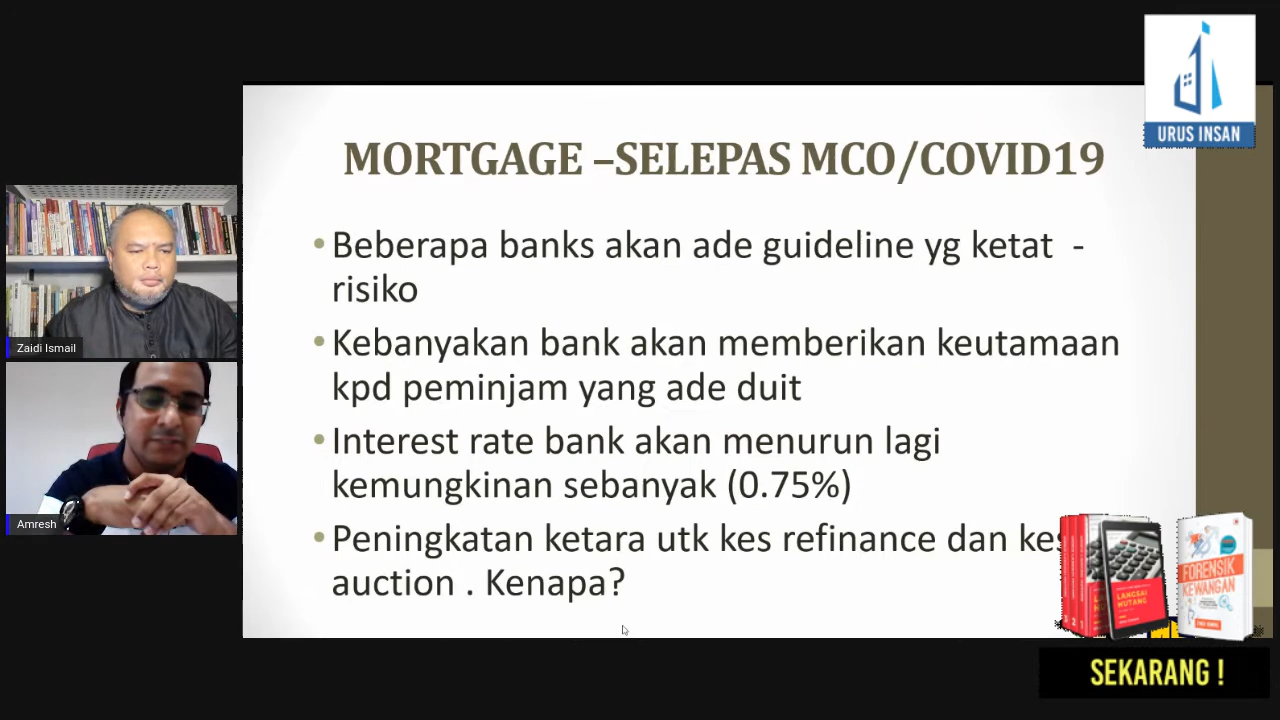 URUS INSAN
MORTGAGE –SELEPAS MCO/COVID19
• Beberapa banks akan ade guideline yg ketat -
risiko
• Kebanyakan bank akan memberikan keutamaan
kpd peminjam yang ade duit
• Interest rate bank akan menurun lagi
kemungkinan sebanyak (0.75%)
• Peningkatan ketara utk kes refinance dan kes
auction . Kenapa?
Zaidi Ismail
Amresh
LANGSAI
HUTANG
FORENSIK
KEWANGAN
SEKARANG !